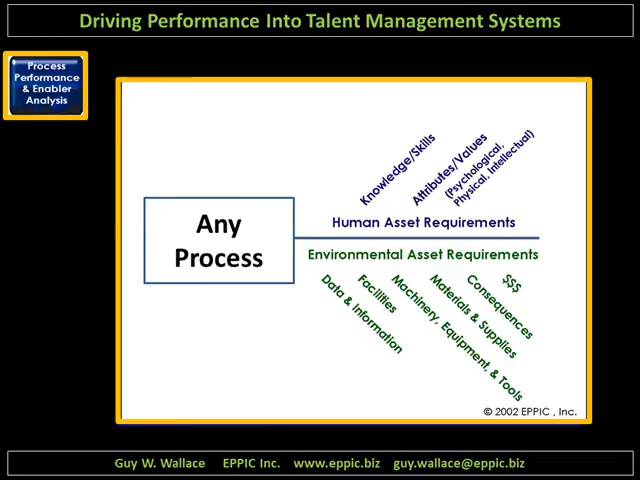 Driving Performance Into Talent Management Systems
Process
Performance
& Enabler
Analysis
Knowledge/Skills
Attributes/Values
(Psychological,
Physical, Intellectual)
Any
Process
Human Asset Requirements
Environmental Asset Requirements
Data & Information
Facilities
Machinery, Equipment, & Tools
Materials & Supplies
Consequences
$$$
© 2002 EPPIC , Inc.
Guy W. Wallace EPPIC Inc. www.eppic.biz guy.wallace@eppic.biz